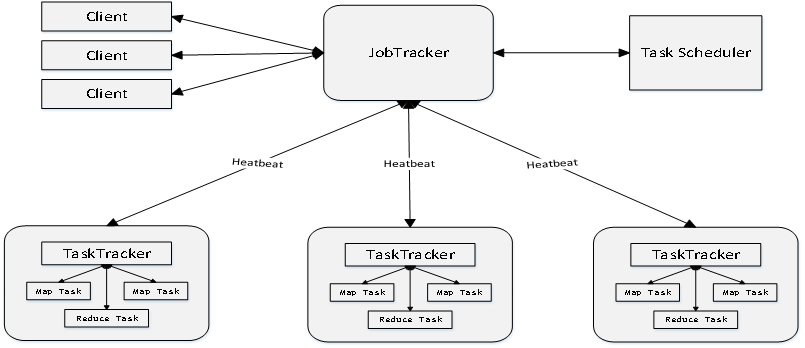 Client
Client
Client
JobTracker
Task Scheduler
Heatbeat
Heatbeat
Heatbeat
TaskTracker
Map Task
Map Task
Reduce Task
TaskTracker
Map Task
Map Task
Reduce Task
TaskTracker
Map Task
Map Task
Reduce Task